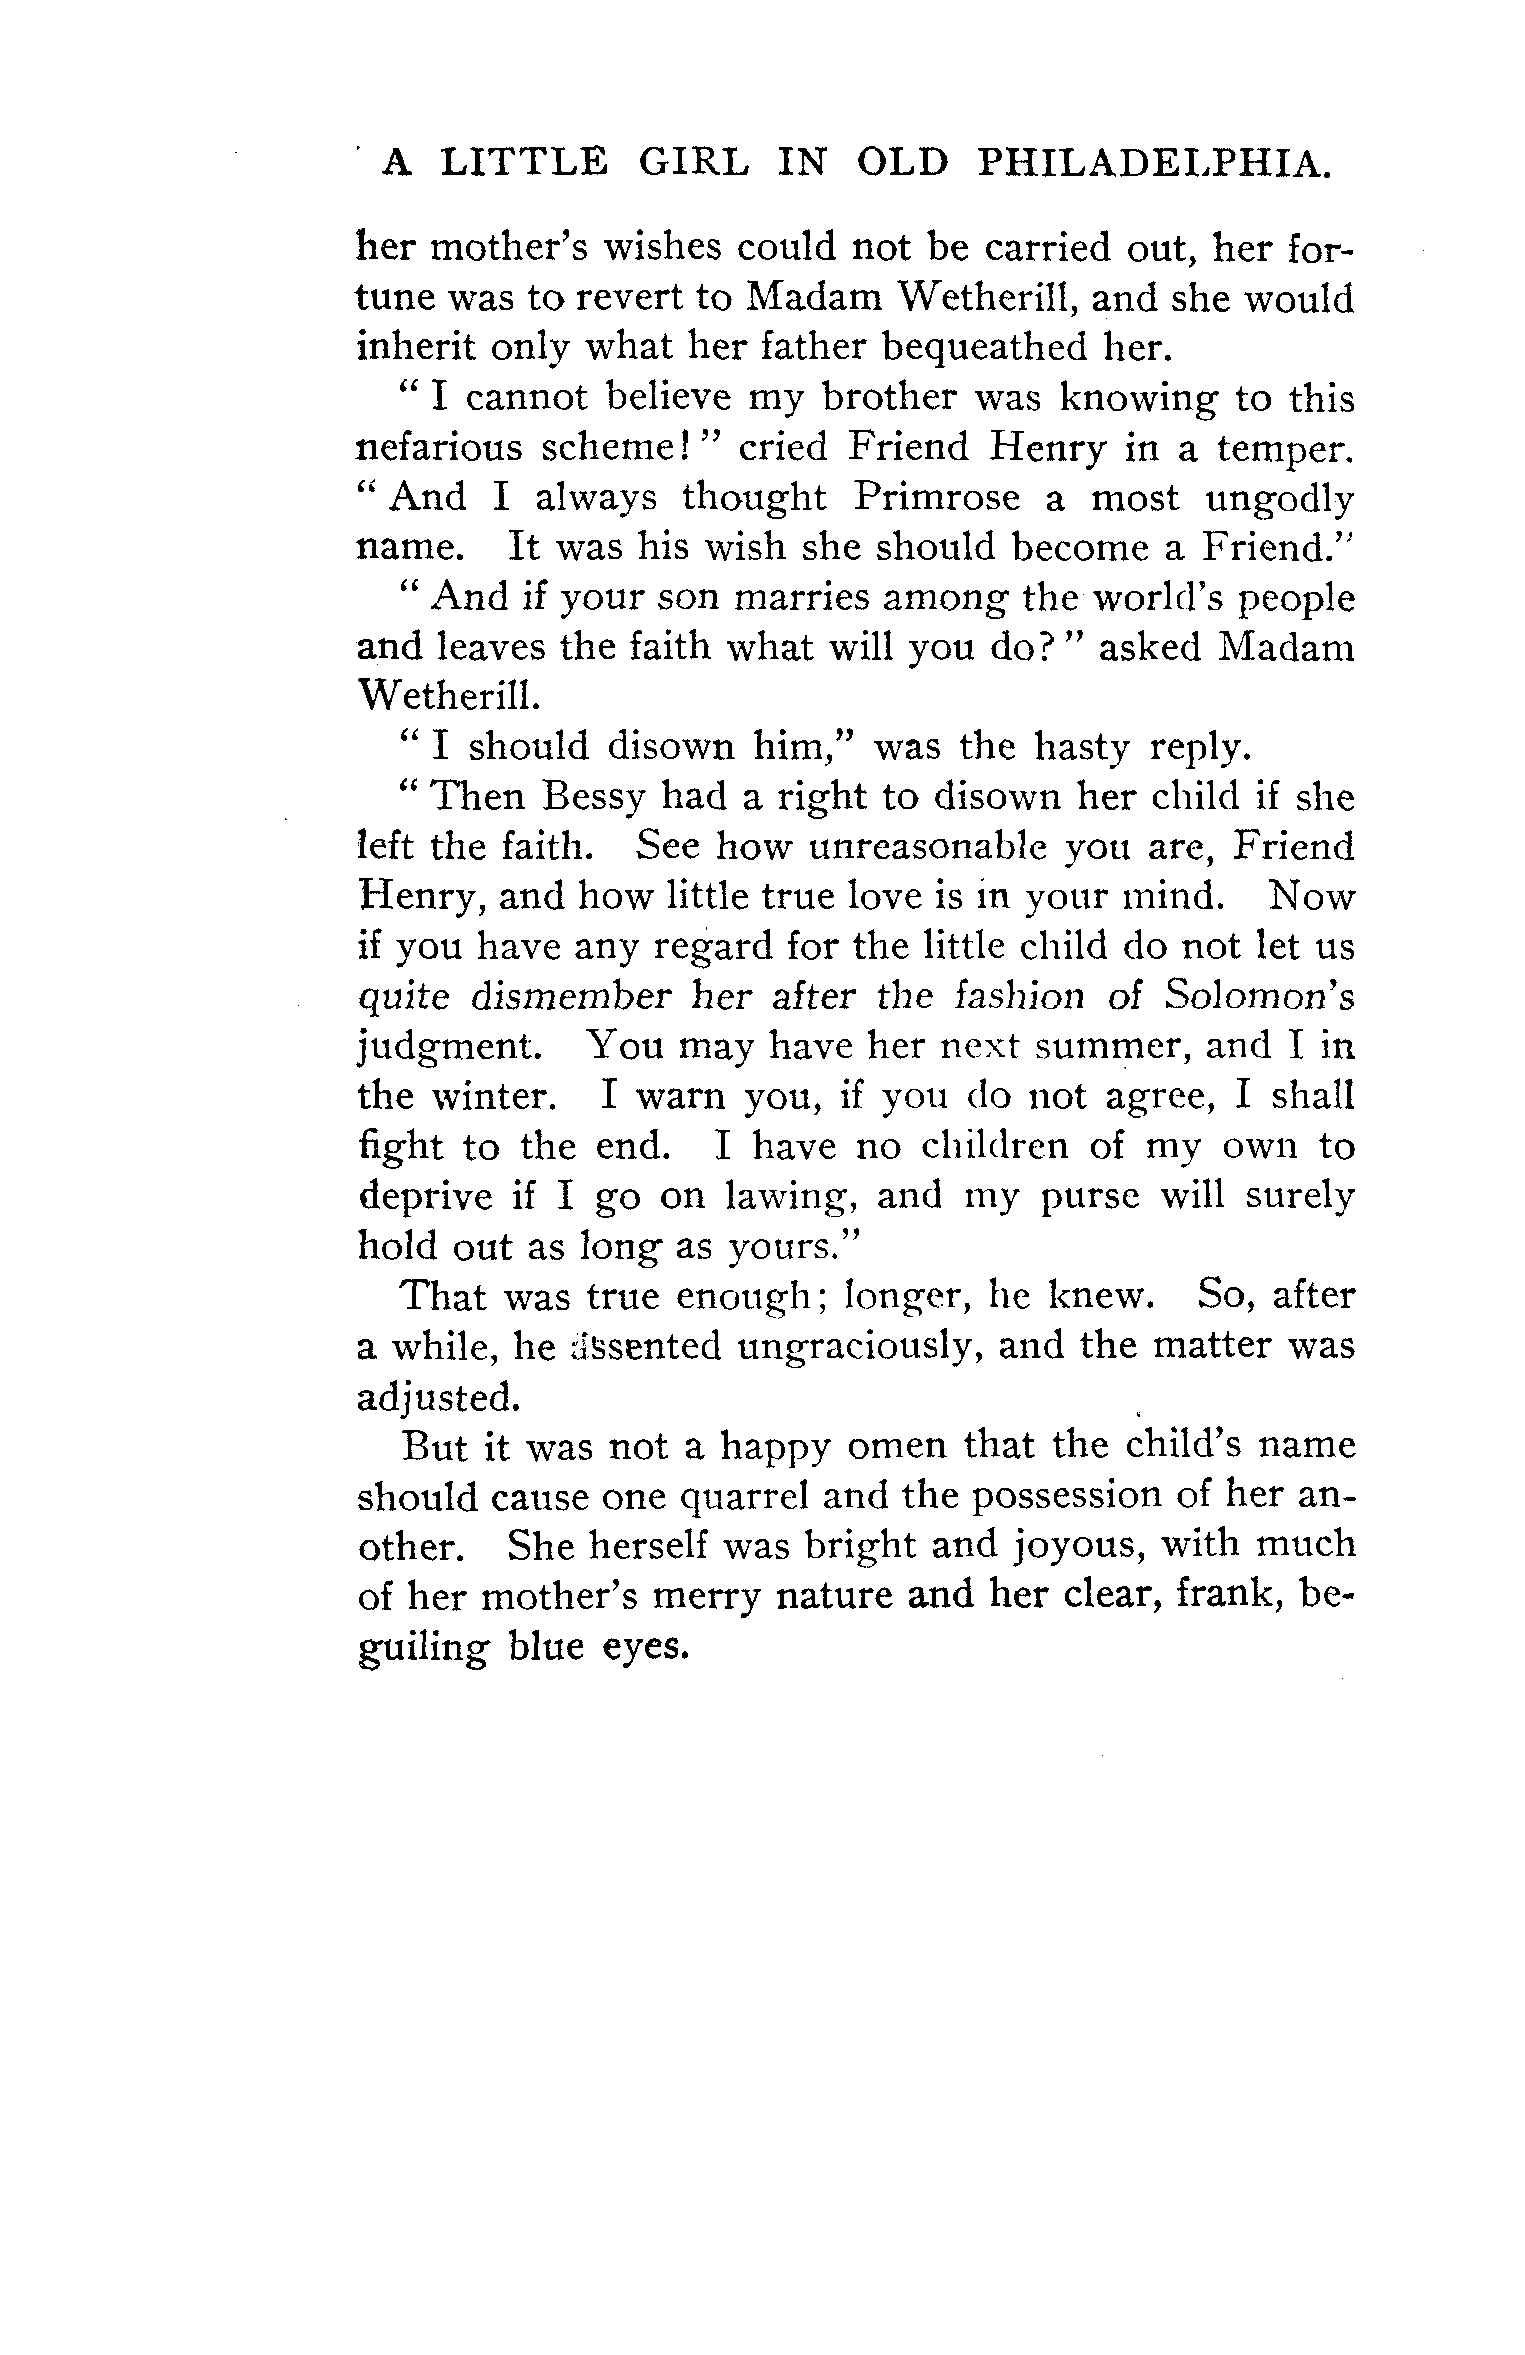 A LITTLE GIRL IN OLD PHILADELPHIA.
her mother's wishes could not be carried out, her for-
tune was to revert to Madam Wetherill, and she would
inherit only what her father bequeathed her.
" I cannot believe my brother was knowing to this
nefarious scheme! " cried Friend Henry in a temper.
" And I always thought Primrose a most ungodly
name. It was his wish she should become a Friend."
" And if your son marries among the world's people
and leaves the faith what will you do? " asked Madam
Wetherill.
" I should disown him," was the hasty reply.
" Then Bessy had a right to disown her child if she
left the faith. See how unreasonable you are, Friend
Henry, and how little true love is in your mind. Now
if you have any regard for the little child do not let us
quite dismember her after the fashion of Solomon's
judgment. You may have her next summer, and I in
the winter. I warn you, if you do not agree, I shall
fight to the end. I have no children of my own to
deprive if I go on lawing, and my purse will surely
hold out as long as yours."
That was true enough; longer, he knew. So, after
a while, he assented ungraciously, and the matter was
adjusted.
But it was not a happy omen that the child's name
should cause one quarrel and the possession of her an-
other. She herself was bright and joyous, with much
of her mother's merry nature and her clear, frank, be-
guiling blue eyes.